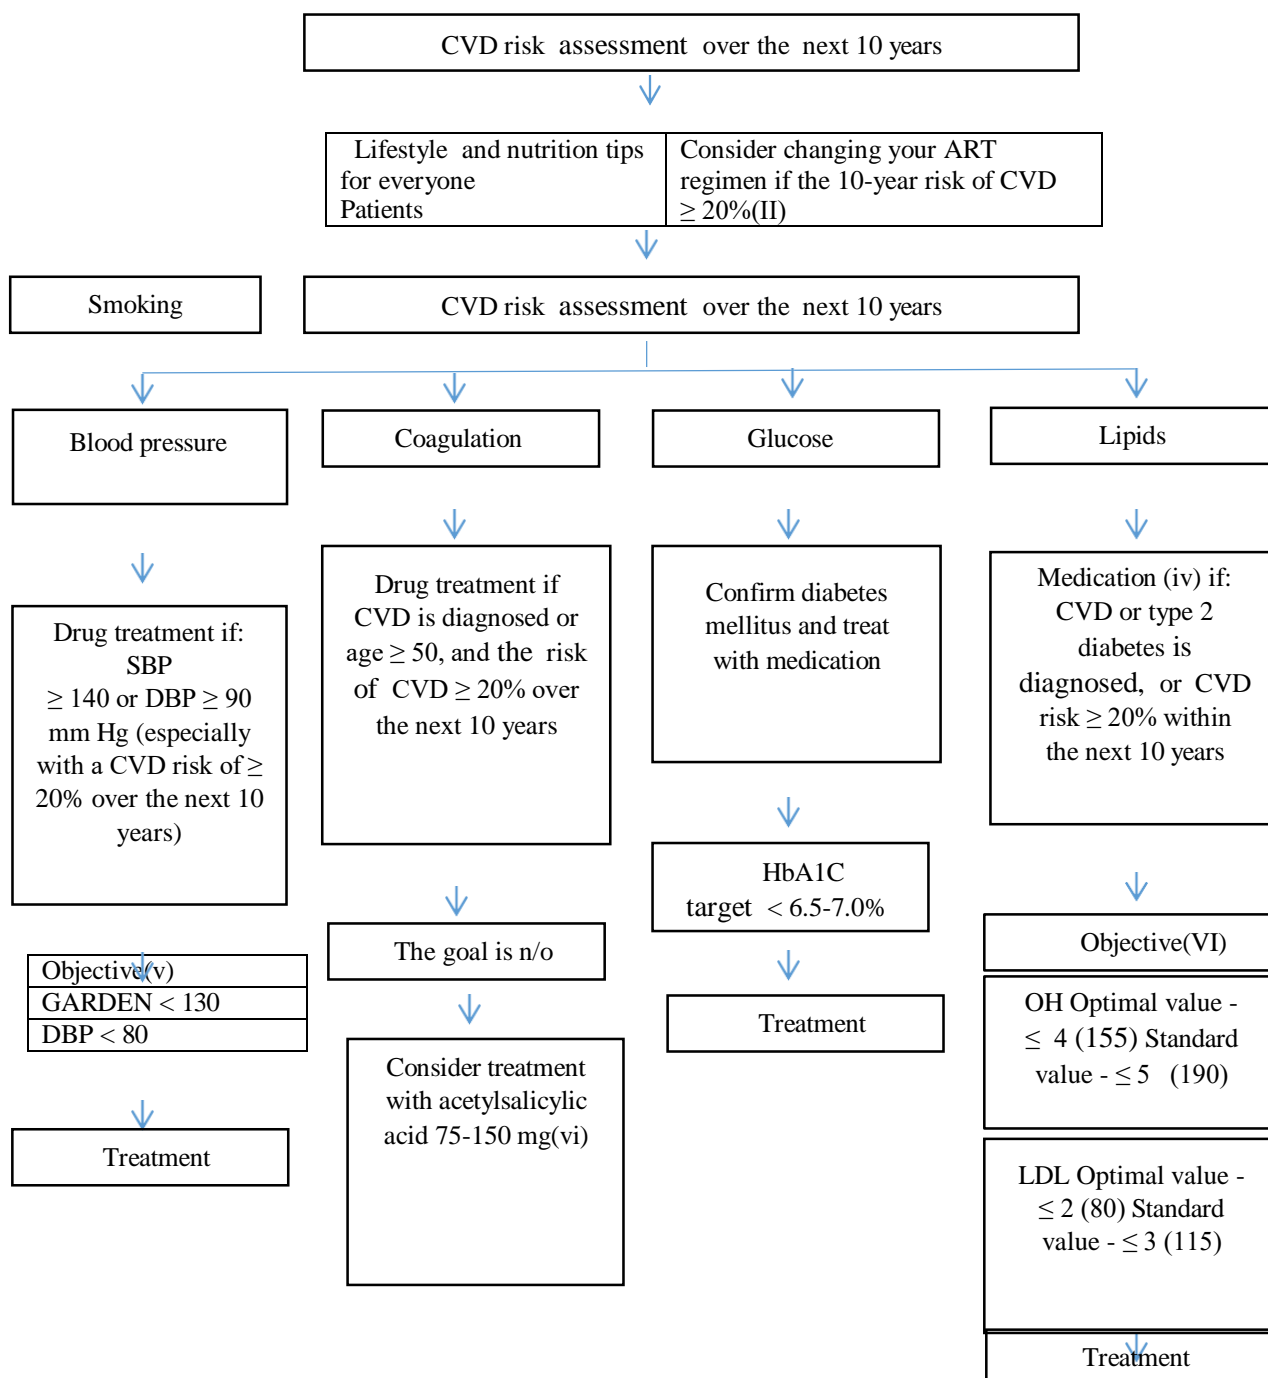 CVD risk assessment over the next 10 years
Lifestyle and nutrition tips
for everyone
Patients
Consider changing your ART
regimen if the 10-year risk of CVD
≥ 20%(II)
Smoking
CVD risk assessment over the next 10 years
Blood pressure
Coagulation
Glucose
Lipids
Drug treatment if:
SBP
≥ 140 or DBP ≥ 90
mm Hg (especially
with a CVD risk of ≥
20% over the next 10
years)
Drug treatment if
CVD is diagnosed or
age ≥ 50, and the risk
of CVD ≥ 20% over
the next 10 years
Confirm diabetes
mellitus and treat
with medication
Medication (iv) if:
CVD or type 2
diabetes is
diagnosed, or CVD
risk ≥ 20% within
the next 10 years
Objective(v)
GARDEN < 130
DBP < 80
The goal is n/o
HbA1C
target < 6.5-7.0%
Objective(VI)
Treatment
Consider treatment
with acetylsalicylic
acid 75-150 mg(vi)
Treatment
OH Optimal value -
≤ 4 (155) Standard
value - ≤ 5 (190)
LDL Optimal value -
≤ 2 (80) Standard
value - ≤ 3 (115)
Treatment